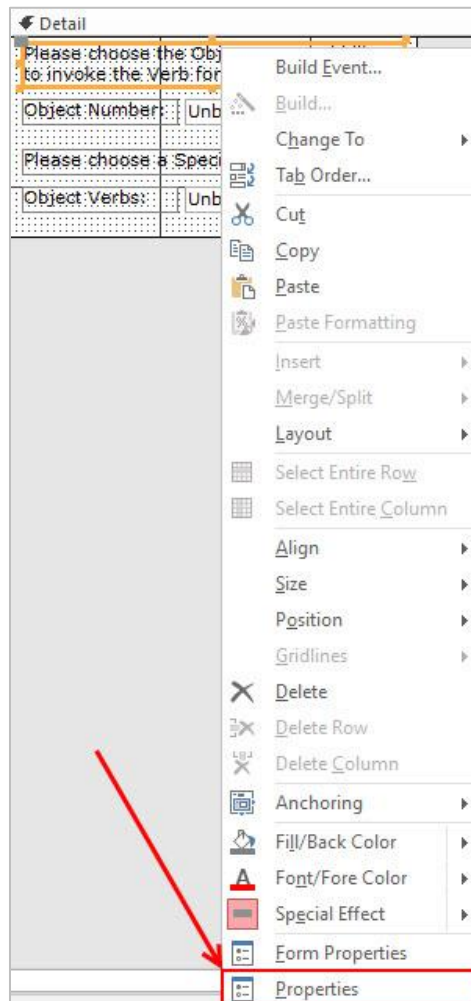 Detail
Please choose the Obj
to invoke the Verb for
Object Number:
Unb
Please choose a Speci
Object Verbs:
Unb
Build Event...
Build...
Change To
Tab Order...
Cut
Copy
Paste
Paste Formatting
Insert
Merge/Split
Layout
Select Entire Row
Select Entire Column
Align
Size
Position
Gridlines
Delete
Delete Row
Delete Column
Anchoring
Fill/Back Color
Font/Fore Color
Special Effect
Form Properties
Properties